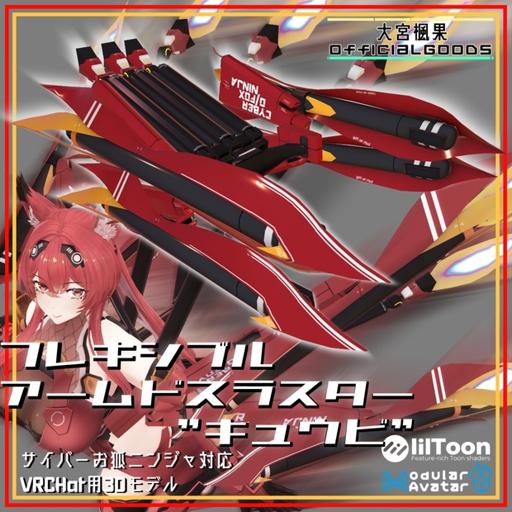 大宮楓果
OFFICIALGOODS
CYBER
O/FOX
NINJA
フレキシブル
アームドスラスター
"キュウビ"
サイバーお狐ニンジャ対応
VRCHat用3Dモデル
lilToon
Feature-rich Toon shaders
Modular
Avatar